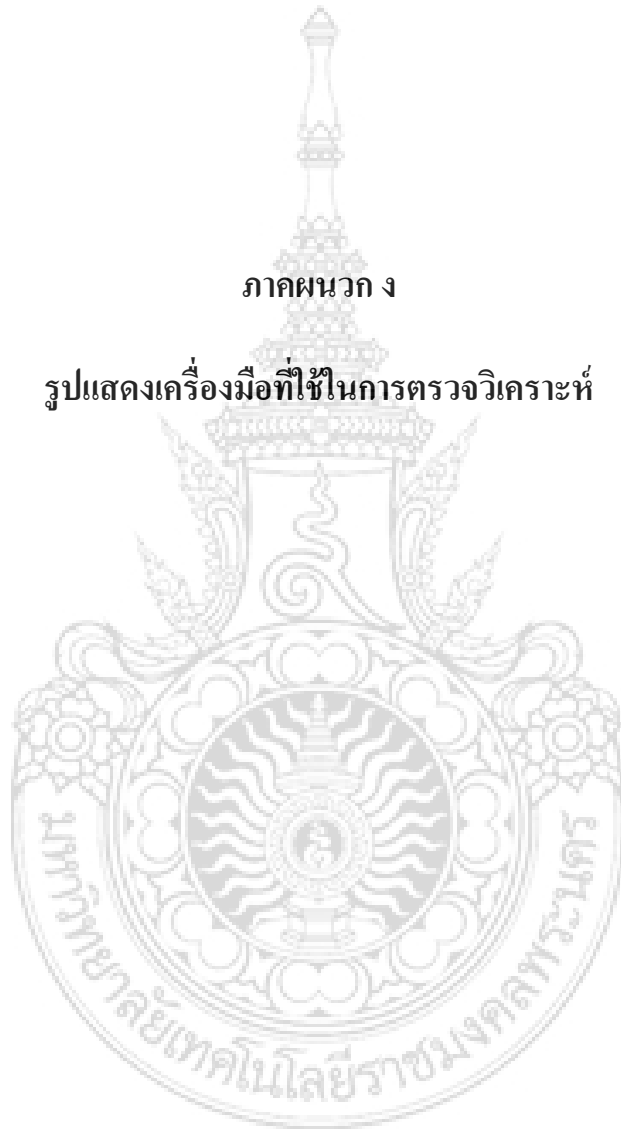 ภาคผนวก ง
รูปแสดงเครื่องมือที่ใช้ในการตรวจวิเคราะห์
มหาวิทยาลัยเทคโนโลยีราชมงคลพระนคร